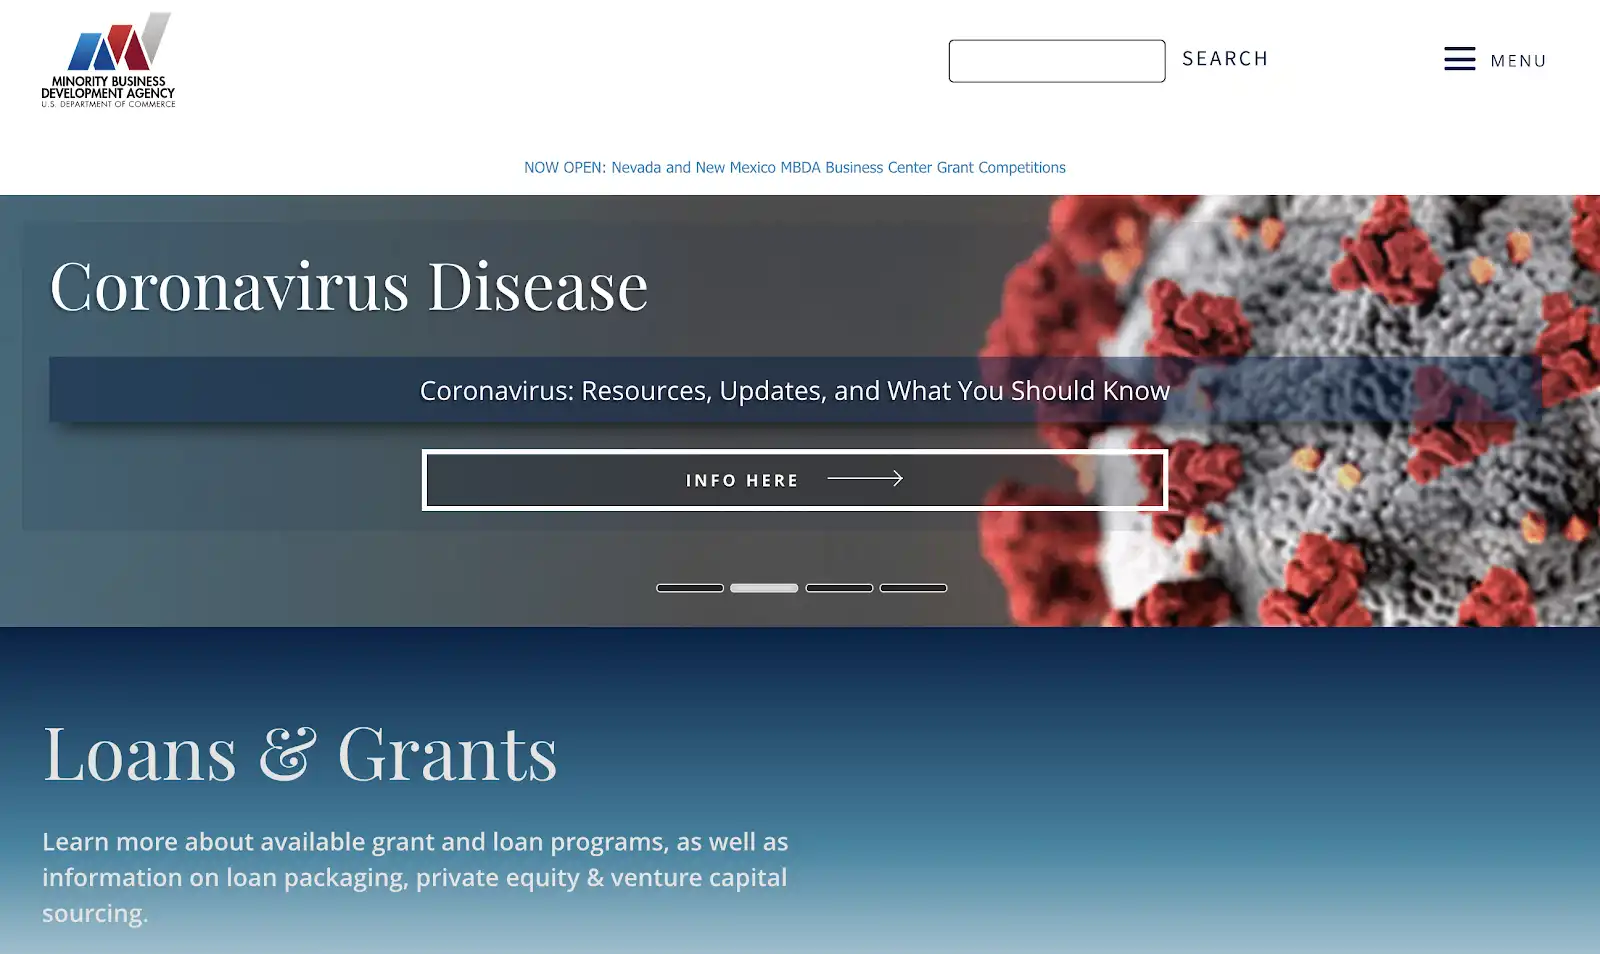 MINORITY BUSINESS
DEVELOPMENT AGENCY
U.S. DEPARTMENT OF COMMERCE
SEARCH
MENU
NOW OPEN: Nevada and New Mexico MBDA Business Center Grant Competitions
Coronavirus Disease
Coronavirus: Resources, Updates, and What You Should Know
INFO HERE
Loans & Grants
Learn more about available grant and loan programs, as well as
information on loan packaging, private equity & venture capital
sourcing.